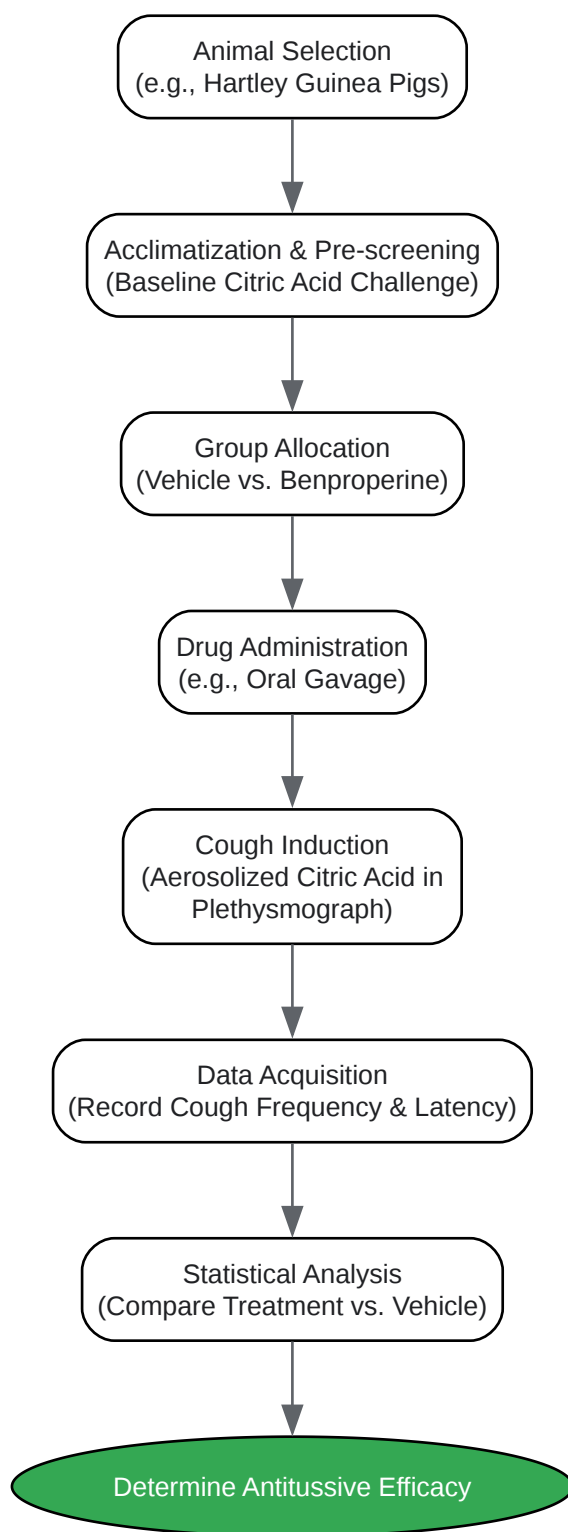 Animal Selection
(e.g., Hartley Guinea Pigs)
Acclimatization & Pre-screening
(Baseline Citric Acid Challenge)
Group Allocation
(Vehicle vs. Benproperine)
Drug Administration
(e.g., Oral Gavage)
Cough Induction
(Aerosolized Citric Acid in
Plethysmograph)
Data Acquisition
(Record Cough Frequency & Latency)
Statistical Analysis
(Compare Treatment vs. Vehicle)
Determine Antitussive Efficacy